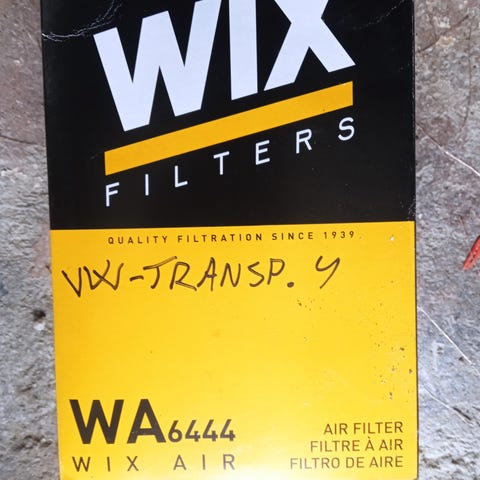 WIX
FILTERS
QUALITY FILTRATION SINCE 1939
VW-TRANSP. 4
WA6444
WIX AIR
AIR FILTER
FILTRE À AIR
FILTRO DE AIRE